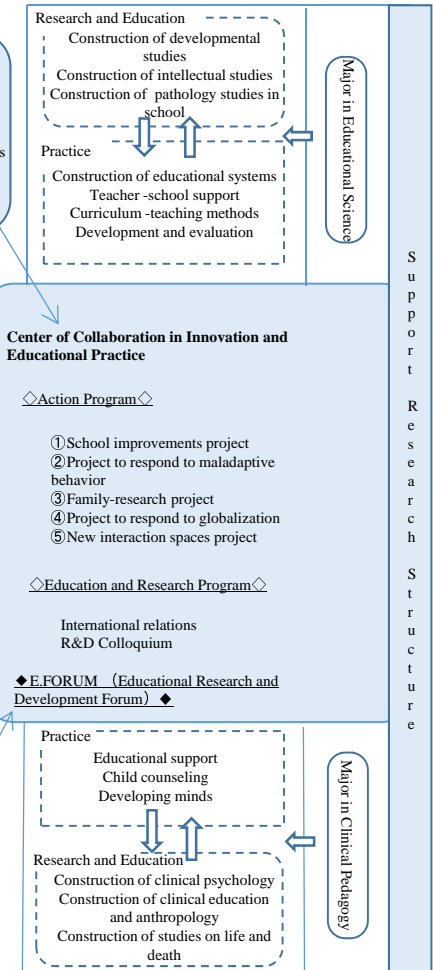 Research and Education
Construction of developmental
studies
Construction of intellectual studies
Construction of pathology studies in
school
Practice
Construction of educational systems
Teacher -school support
Curriculum -teaching methods
Development and evaluation
Major in Educational Science
s
Center of Collaboration in Innovation and
Educational Practice
◇Action Program◇
①School improvements project
②Project to respond to maladaptive
behavior
③Family-research project
④Project to respond to globalization
⑤New interaction spaces project
◇Education and Research Program◇
International relations
R&D Colloquium
◆E.FORUM （Educational Research and
Development Forum）◆
Practice
Educational support
Child counseling
Developing minds
Research and Education
Construction of clinical psychology
Construction of clinical education
and anthropology
Construction of studies on life and
death
Major in Clinical Pedagogy
Support Research Structure